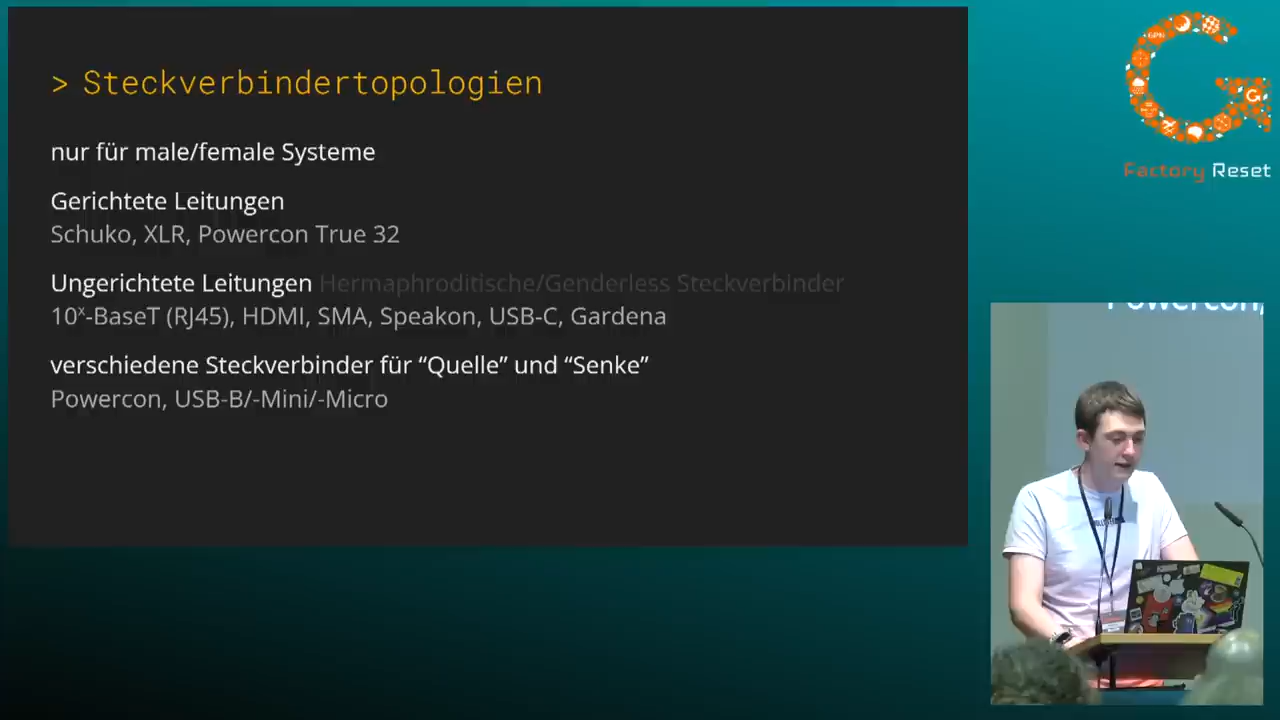 > Steckverbindertopologien
nur für male/female Systeme
Gerichtete Leitungen
Schuko, XLR, Powercon True 32
Ungerichtete Leitungen Hermaphroditische/Genderless Steckverbinder
10ˣ-BaseT (RJ45), HDMI, SMA, Speakon, USB-C, Gardena
verschiedene Steckverbinder für “Quelle” und “Senke”
Powercon, USB-B/-Mini/-Micro
Factory Reset
Powercon,